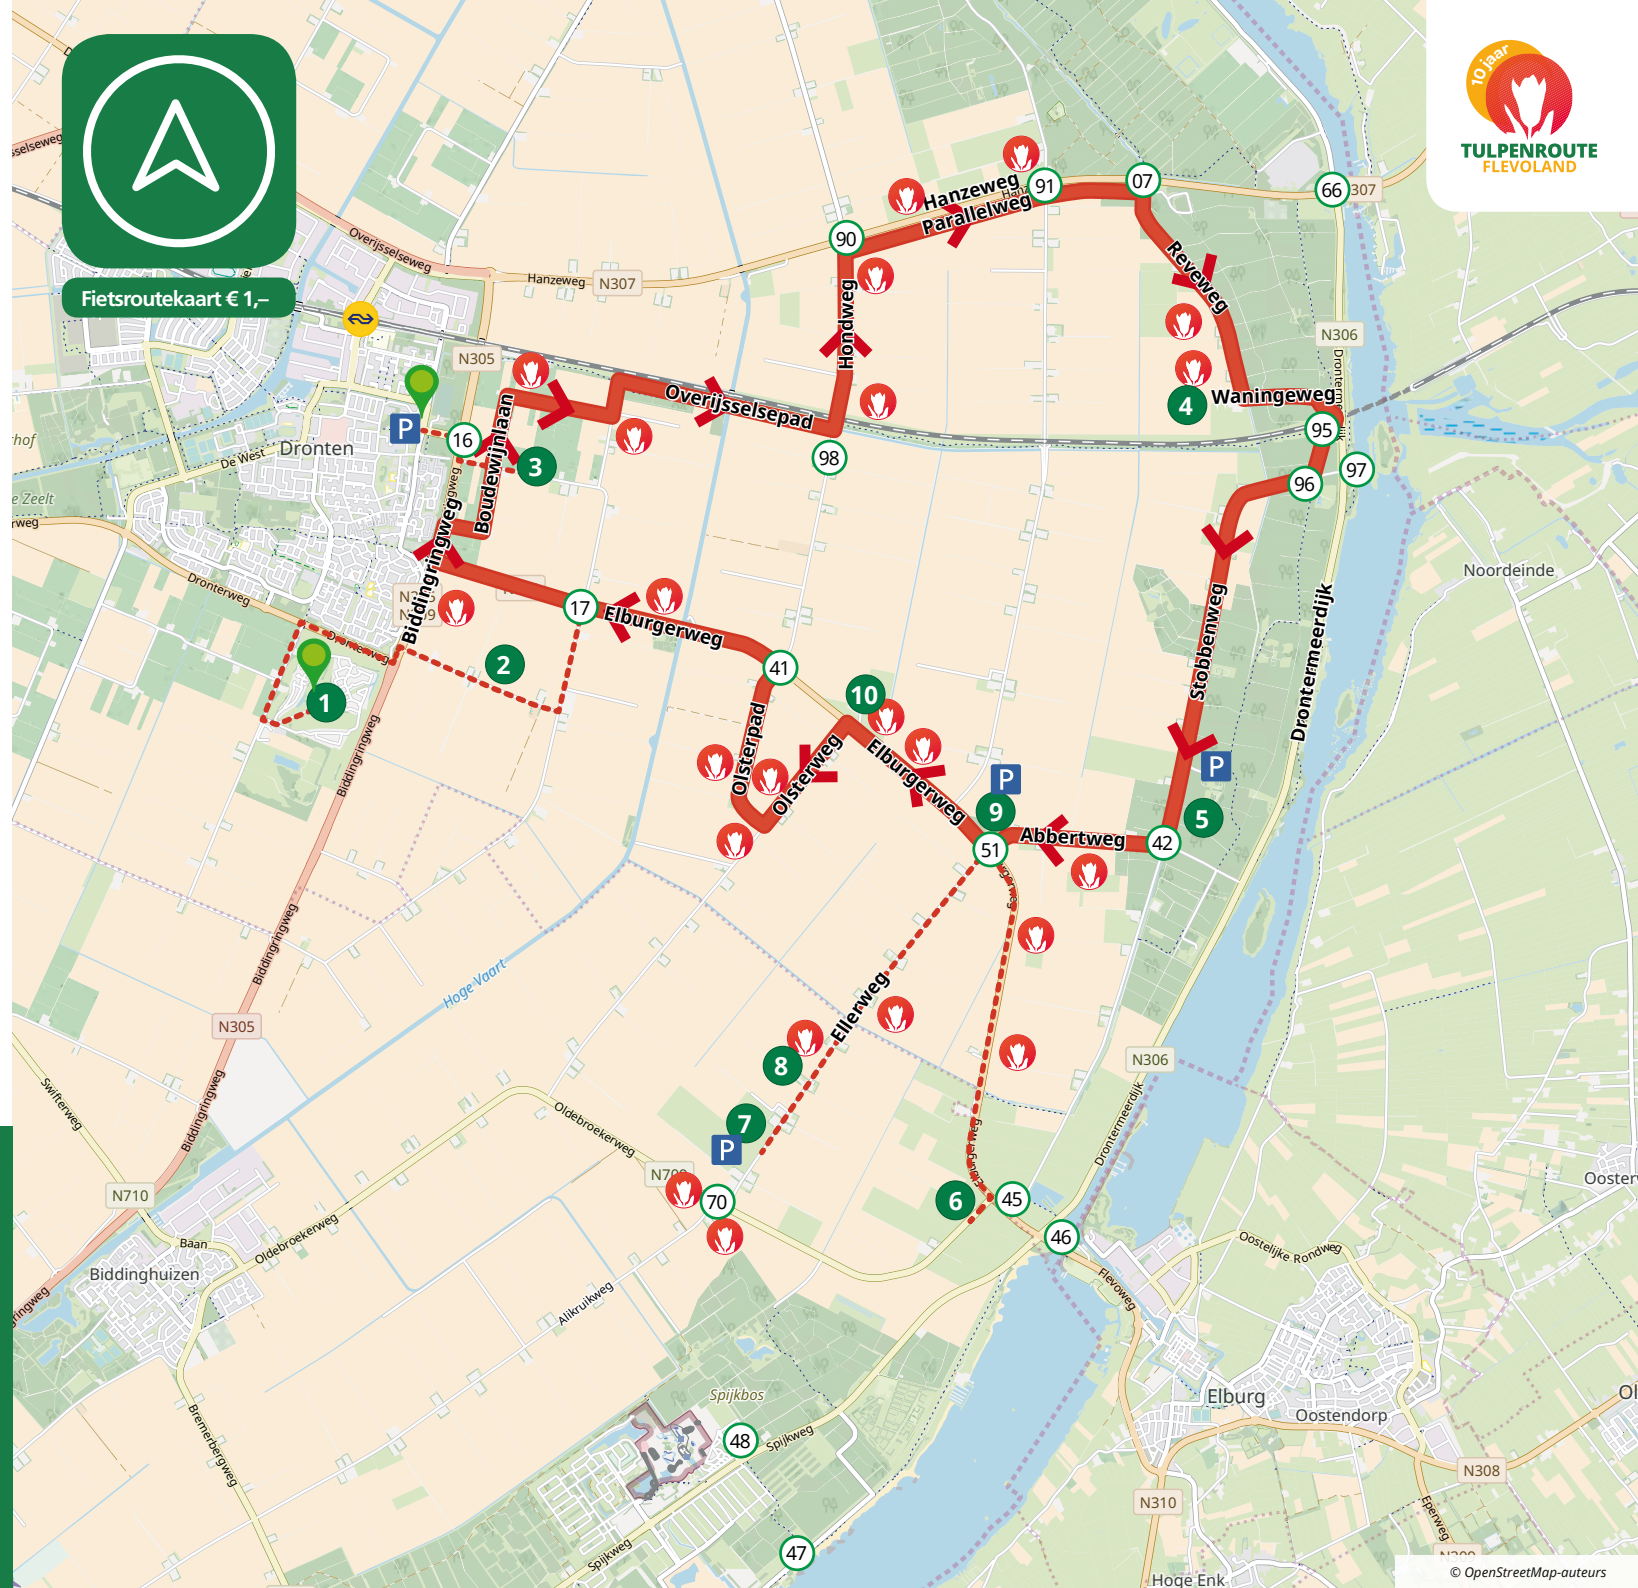 Fietsroutekaart € 1,–
10 jaar
TULPENROUTE
FLEVOLAND
Overijsselseweg
Hanzeweg
N307
Hanzeweg
Parallelweg
90
91
07
66
307
Reveweg
N306
Hondweg
N305
Overijsselsepad
Waningeweg
4
95
97
96
98
P
16
3
Boudewijnlaan
Dronten
De West
Biddingringweg
Dronterweg
Dronterweg
1
2
17
Elburgerweg
41
10
Olsterpad
Olsterweg
Elburgerweg
P
9
51
Abbertweg
42
5
P
Stobbenweg
Drontermeerdijk
Noordeinde
Biddingringweg
Biddingringweg
Hoge Vaart
N305
Ellerweg
8
7
P
70
6
45
46
N306
Drontermeerdijk
Swifterweg
Biddingringweg
Oldebroekerweg
N710
Baan
Oldebroekerweg
Biddinghuizen
Alikruikweg
Bremerbergweg
Spijkbos
48
Spijkweg
Spijkweg
47
Flevoweg
Oostelijke Rondweg
Elburg
Oostendorp
N308
N310
Eperweg
Hoge Enk
© OpenStreetMap-auteurs